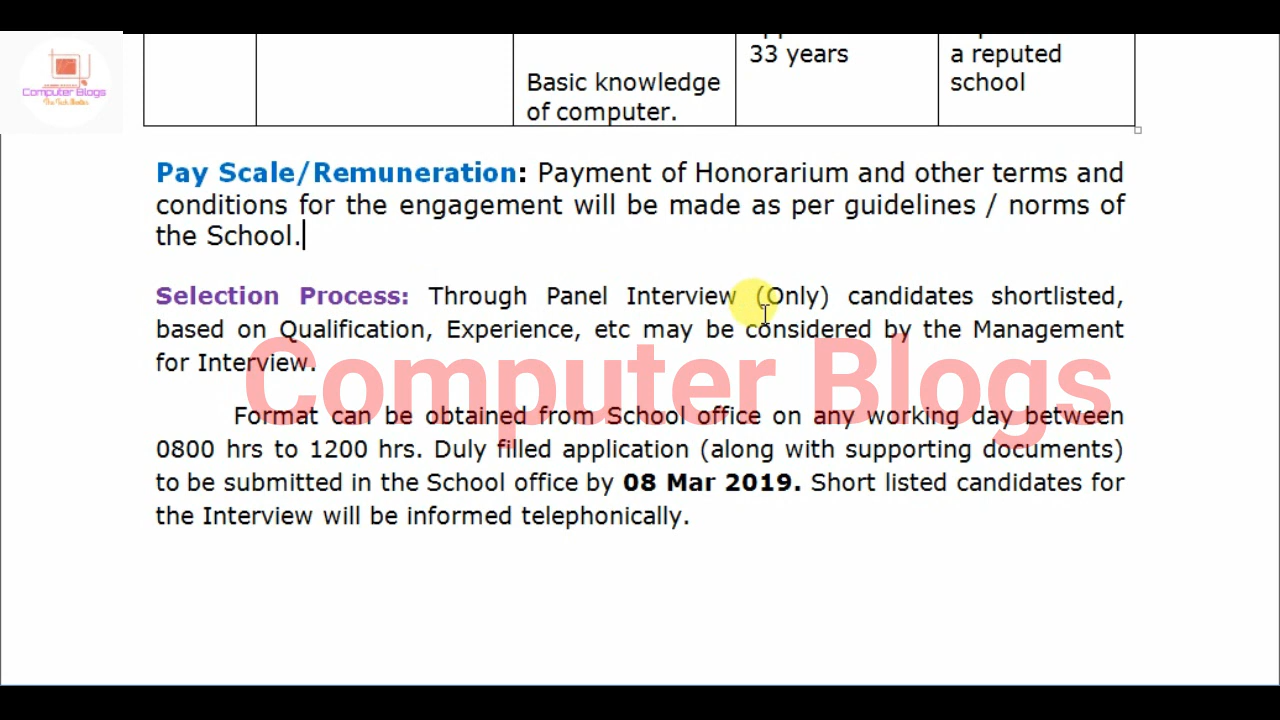 33 years
a reputed
Basic knowledge
school
of computer.
Computer Blogs
Pay Scale/Remuneration: Payment of Honorarium and other terms and
conditions for the engagement will be made as per guidelines / norms of
the School.
Selection Process: Through Panel Interview (Only) candidates shortlisted,
based on Qualification, Experience, etc may be considered by the Management
for Interview.
Computer Blogs
Format can be obtained from School office on any working day between
0800 hrs to 1200 hrs. Duly filled application (along with supporting documents)
to be submitted in the School office by 08 Mar 2019. Short listed candidates for
the Interview will be informed telephonically.